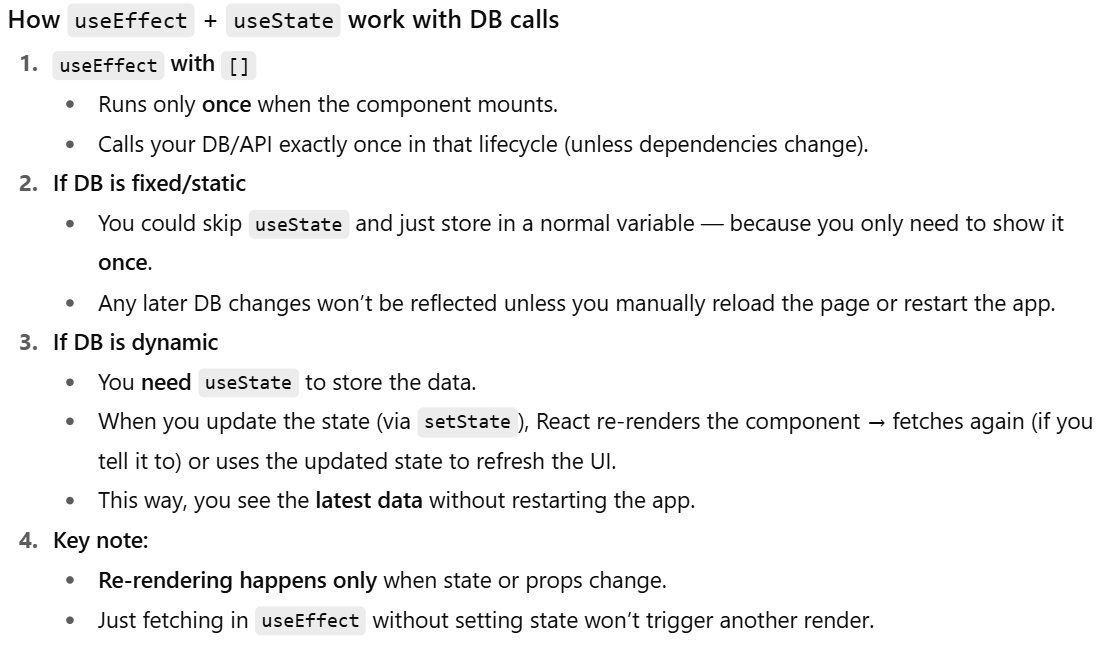 How useEffect + useState work with DB calls
1. useEffect with []
• Runs only once when the component mounts.
• Calls your DB/API exactly once in that lifecycle (unless dependencies change).
2. If DB is fixed/static
• You could skip useState and just store in a normal variable — because you only need to show it
once.
• Any later DB changes won’t be reflected unless you manually reload the page or restart the app.
3. If DB is dynamic
• You need useState to store the data.
• When you update the state (via setState), React re-renders the component → fetches again (if you
tell it to) or uses the updated state to refresh the UI.
• This way, you see the latest data without restarting the app.
4. Key note:
• Re-rendering happens only when state or props change.
• Just fetching in useEffect without setting state won’t trigger another render.